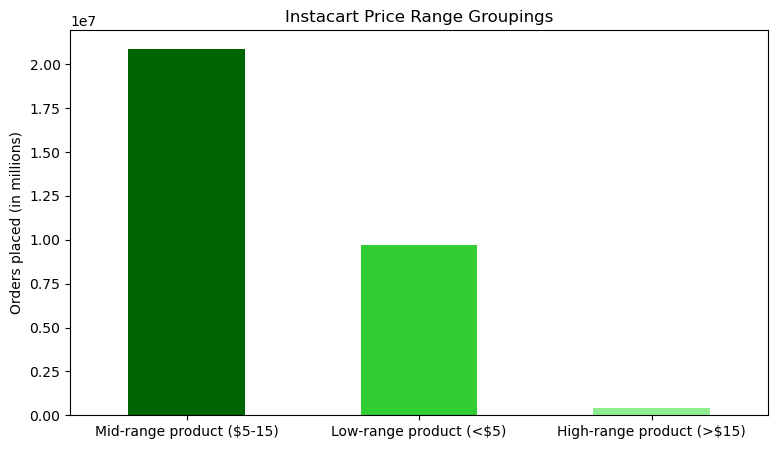 Instacart Price Range Groupings
1e7
Orders placed (in millions)
2.00
1.75
1.50
1.25
1.00
0.75
0.50
0.25
0.00
Mid-range product ($5-15)
Low-range product (<$5)
High-range product (>$15)